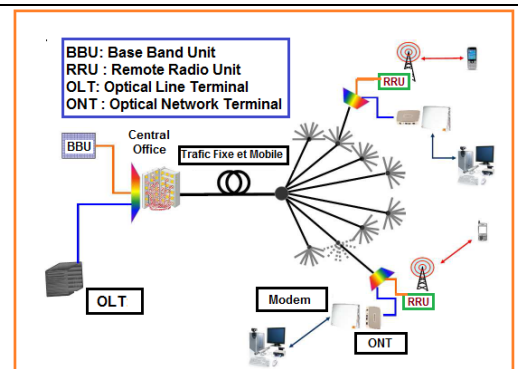 BBU: Base Band Unit
RRU : Remote Radio Unit
OLT: Optical Line Terminal
ONT : Optical Network Terminal
RRU
Central
Office
BBU
Trafic Fixe et Mobile
OLT
Modem
RRU
ONT